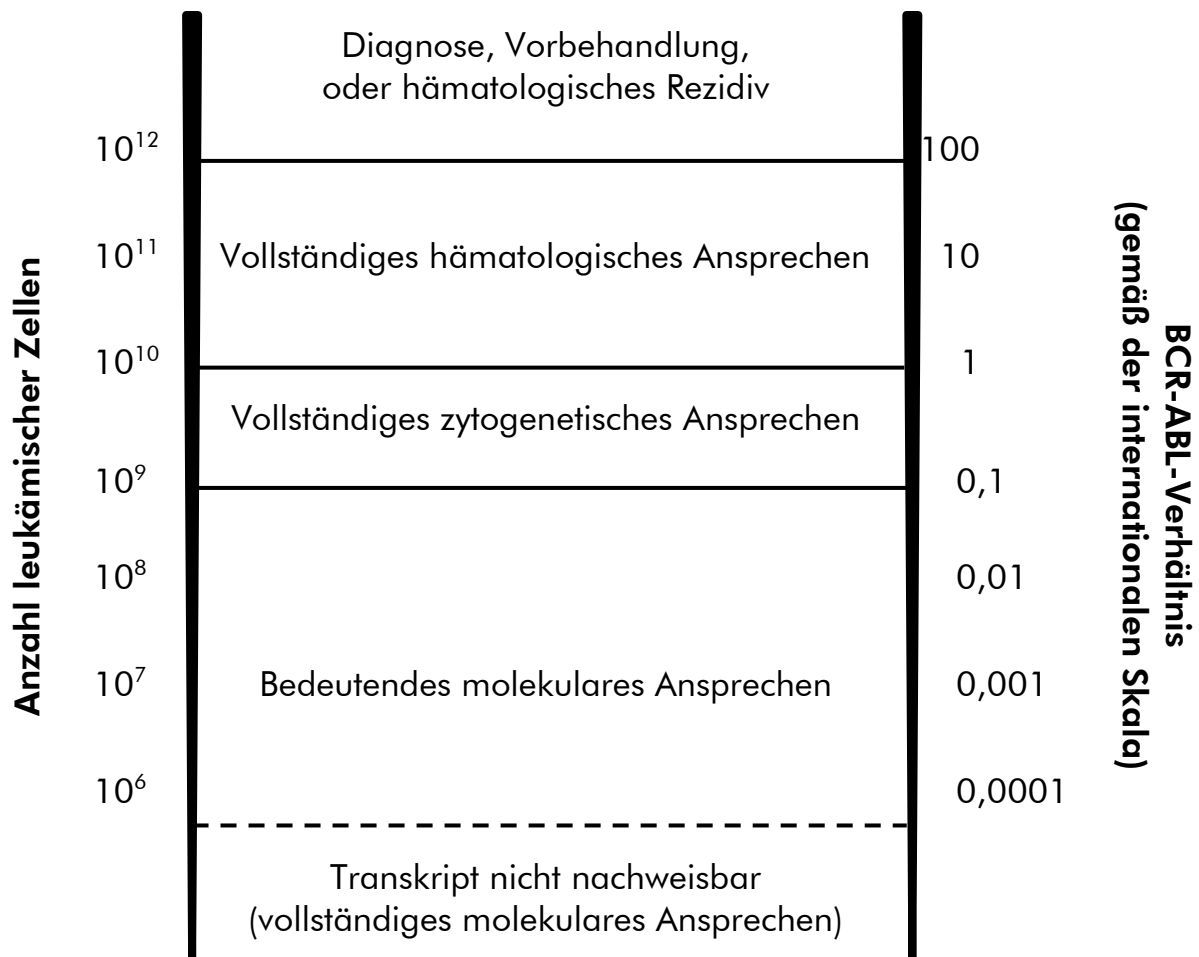 Diagnose, Vorbehandlung,
oder hämatologisches Rezidiv
10¹² 100
10¹¹ Vollständiges hämatologisches Ansprechen 10
10¹⁰ 1
Vollständiges zytogenetisches Ansprechen
10⁹ 0,1
10⁸ 0,01
10⁷ Bedeutendes molekulares Ansprechen 0,001
10⁶ 0,0001
Transkript nicht nachweisbar
(vollständiges molekulares Ansprechen)
Anzahl leukämischer Zellen
BCR-ABL-Verhältnis
(gemäß der internationalen Skala)